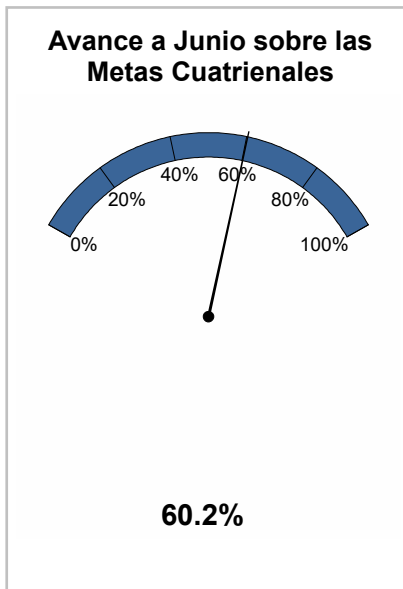 Avance a Junio sobre las
Metas Cuatrienales
40% 60%
20% 80%
0% 100%
60.2%